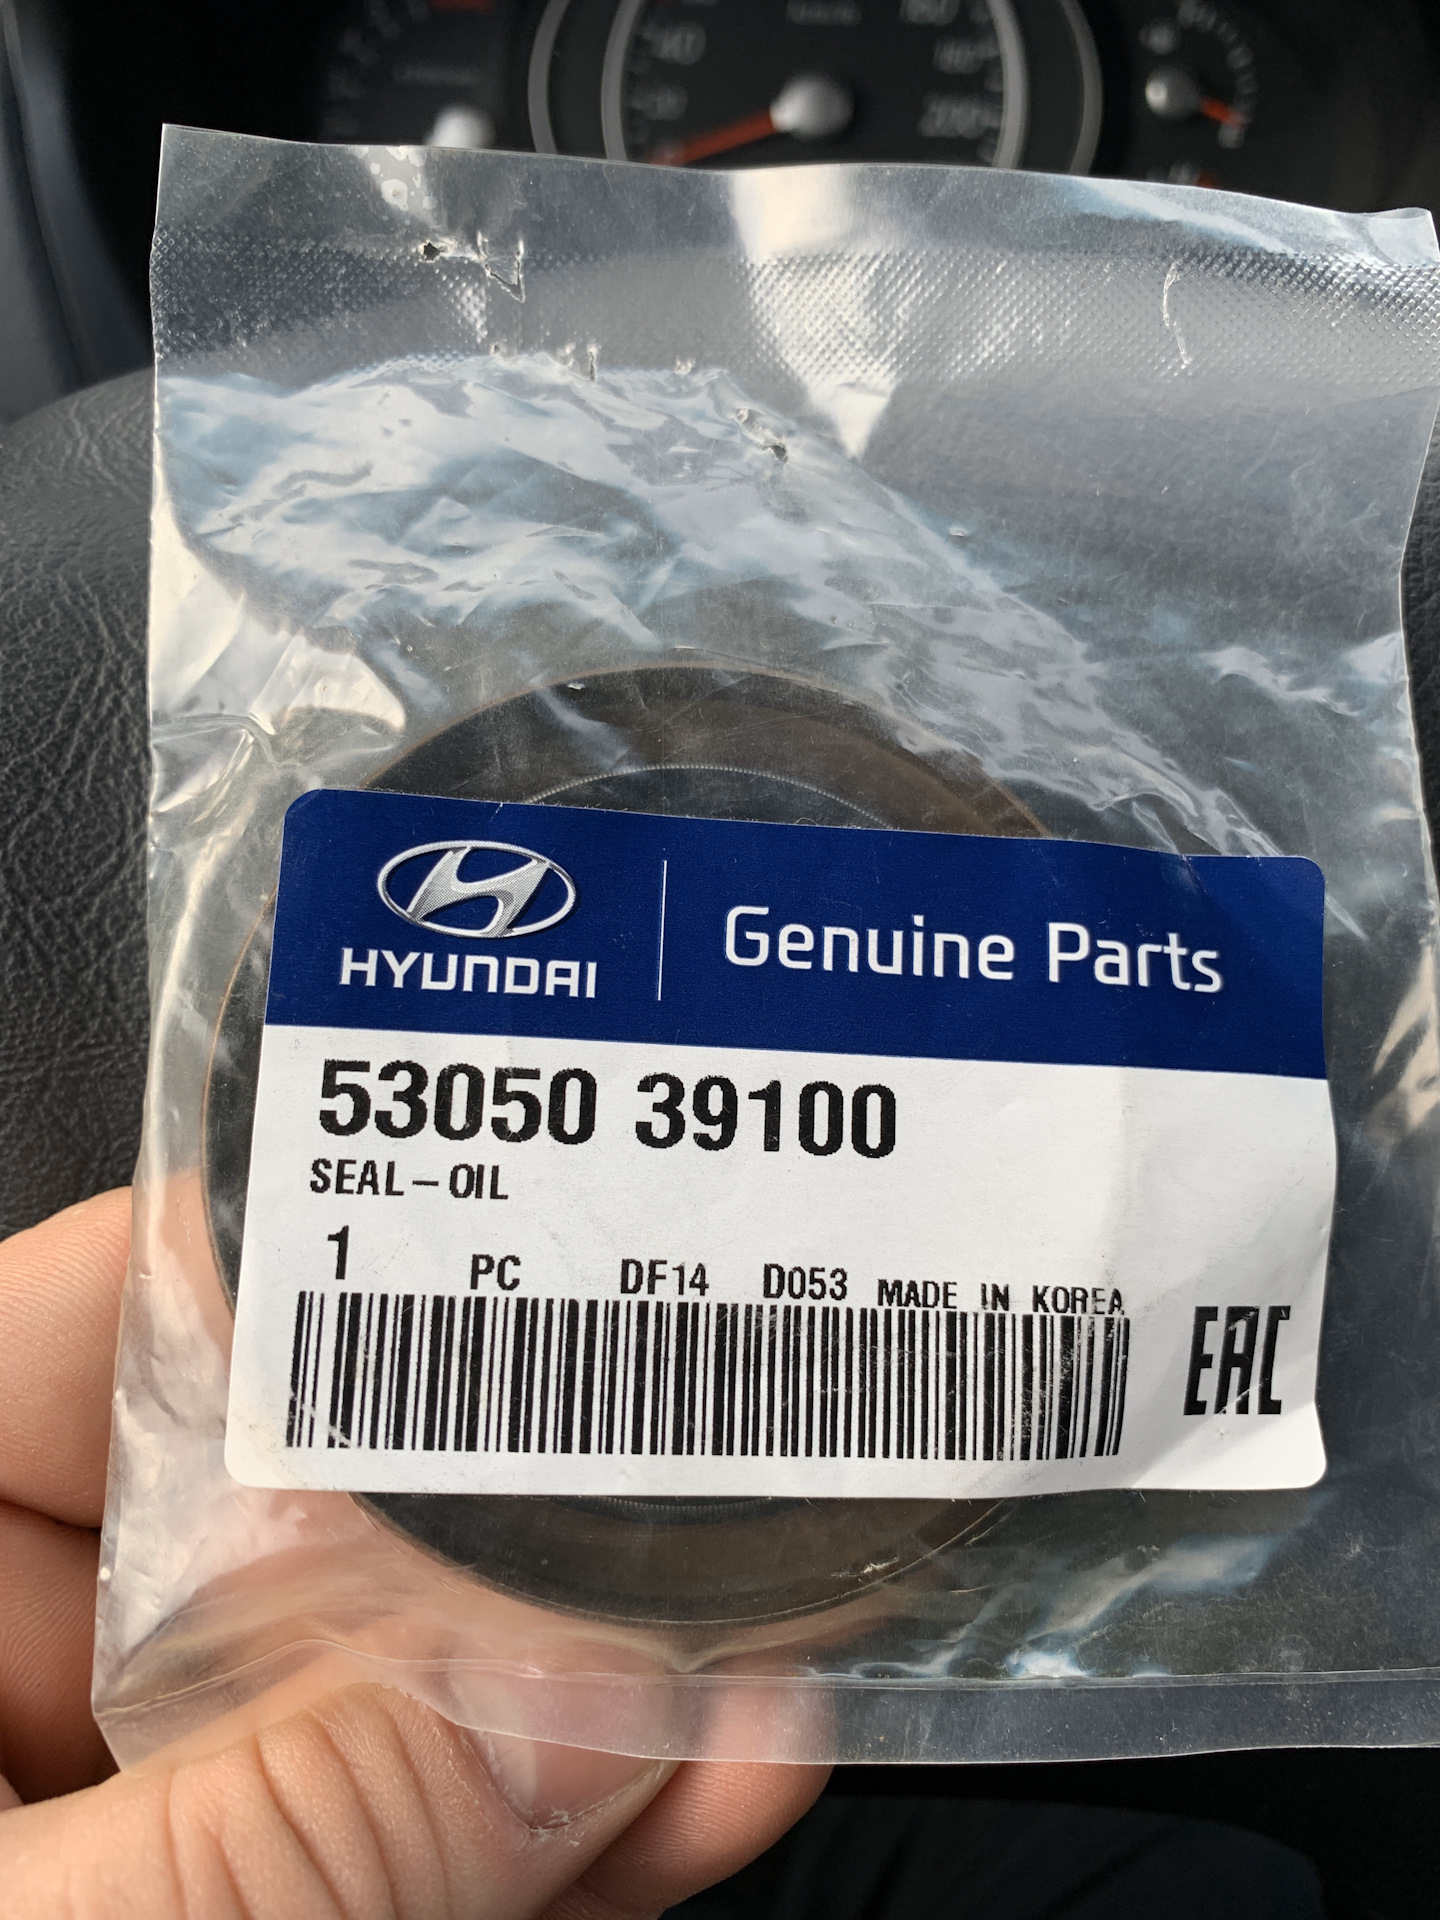 HYUNDAI
Genuine Parts
53050 39100
SEAL-OIL
1 PC DF14 D053 MADE IN KOREA
EAC